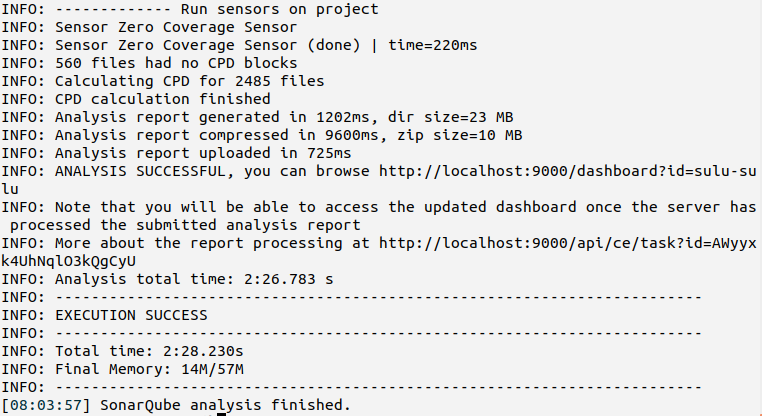 INFO: ------------- Run sensors on project
INFO: Sensor Zero Coverage Sensor
INFO: Sensor Zero Coverage Sensor (done) | time=220ms
INFO: 560 files had no CPD blocks
INFO: Calculating CPD for 2485 files
INFO: CPD calculation finished
INFO: Analysis report generated in 1202ms, dir size=23 MB
INFO: Analysis report compressed in 9600ms, zip size=10 MB
INFO: Analysis report uploaded in 725ms
INFO: ANALYSIS SUCCESSFUL, you can browse http://localhost:9000/dashboard?id=sulu-su
lu
INFO: Note that you will be able to access the updated dashboard once the server has
 processed the submitted analysis report
INFO: More about the report processing at http://localhost:9000/api/ce/task?id=AWyyx
k4UhNqlO3kQgCyU
INFO: Analysis total time: 2:26.783 s
INFO: ------------------------------------------------------------------------
INFO: EXECUTION SUCCESS
INFO: ------------------------------------------------------------------------
INFO: Total time: 2:28.230s
INFO: Final Memory: 14M/57M
INFO: ------------------------------------------------------------------------
[08:03:57] SonarQube analysis finished.